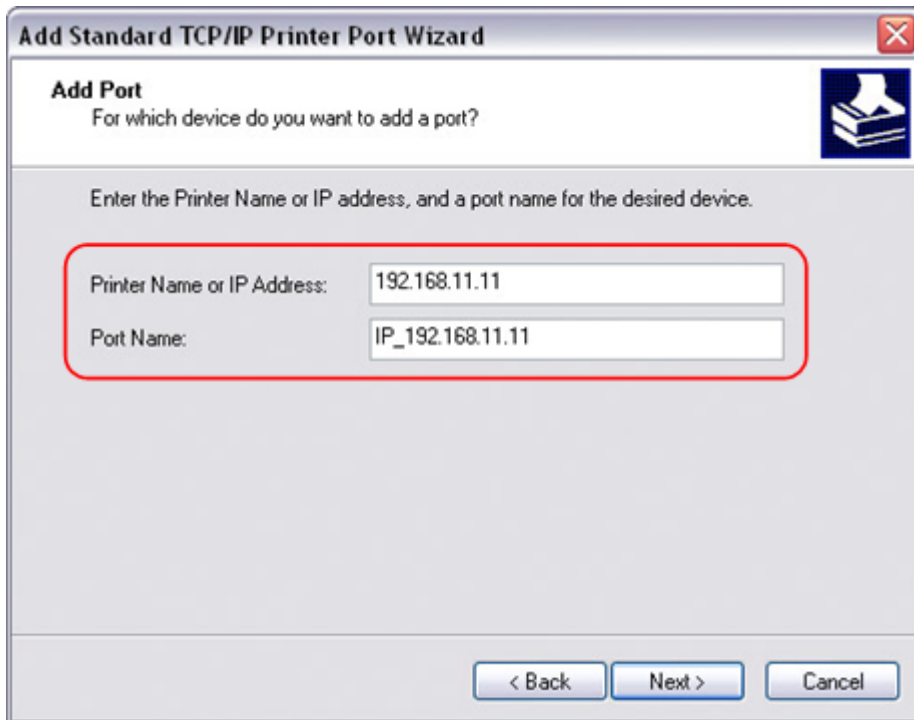 Add Standard TCP/IP Printer Port Wizard
Add Port
For which device do you want to add a port?
Enter the Printer Name or IP address, and a port name for the desired device.
Printer Name or IP Address: 192.168.11.11
Port Name: IP_192.168.11.11
< Back Next > Cancel